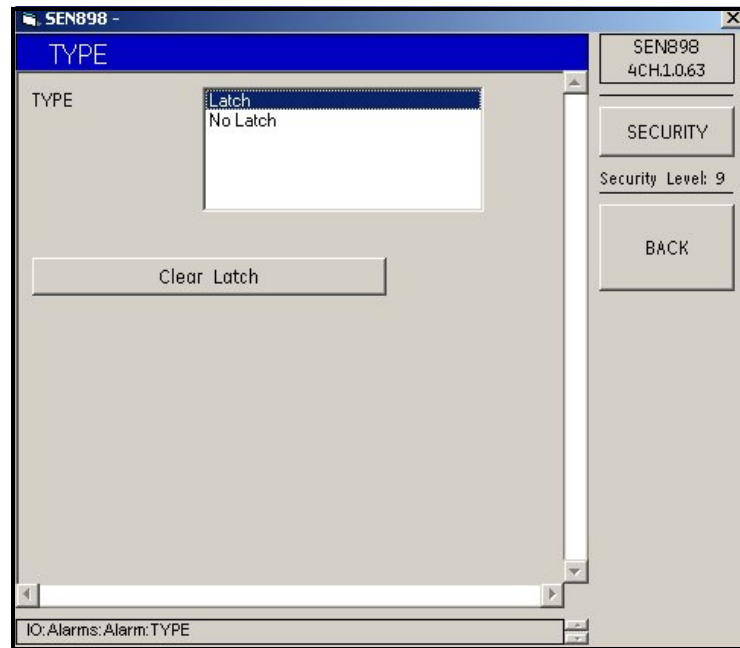 SEN898 -
TYPE
TYPE
Latch
No Latch
Clear Latch
IO:Alarms:Alarm:TYPE
SEN898
4CH.1.0.63
SECURITY
Security Level: 9
BACK